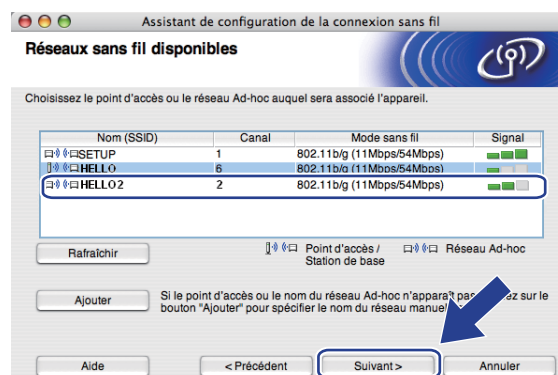 Assistant de configuration de la connexion sans fil
Réseaux sans fil disponibles
Choisissez le point d'accès ou le réseau Ad-hoc auquel sera associé l'appareil.
Nom (SSID) Canal Mode sans fil Signal
SETUP 1 802.11b/g (11Mbps/54Mbps)
HELLO 6 802.11b/g (11Mbps/54Mbps)
HELLO2 2 802.11b/g (11Mbps/54Mbps)
Rafraîchir
Point d'accès / Réseau Ad-hoc
Station de base
Ajouter
Si le point d'accès ou le nom du réseau Ad-hoc n'apparaît pas sur le
bouton "Ajouter" pour spécifier le nom du réseau
Aide <Précédent Suivant> Annuler